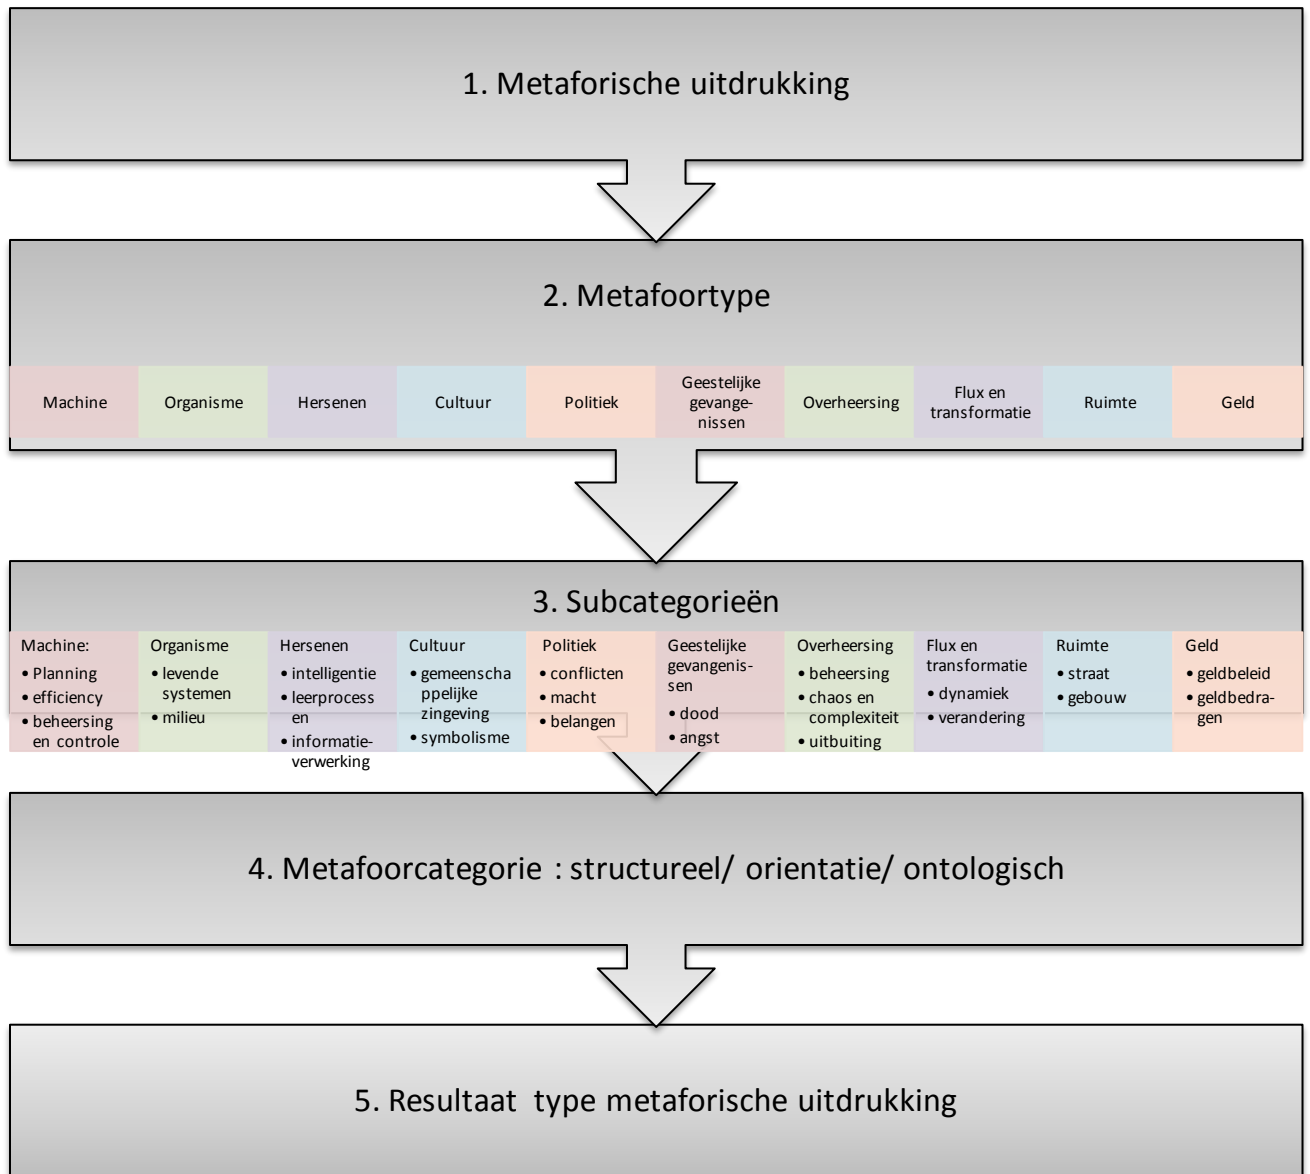 1. Metaforische uitdrukking
2. Metafoortype
Machine
Organisme
Hersenen
Cultuur
Politiek
Geestelijke
gevange-
nissen
Overheersing
Flux en
transformatie
Ruimte
Geld
3. Subcategorieën
Machine:
• Planning
• efficiency
• beheersing
en controle
Organisme
• levende
systemen
• milieu
Hersenen
• intelligentie
• leerprocess
en
• informatie-
verwerking
Cultuur
• gemeenscha
ppelijke
zingeving
• symbolisme
Politiek
• conflicten
• macht
• belangen
Geestelijke
gevangenis-
sen
• dood
• angst
Overheersing
• beheersing
• chaos en
complexiteit
• uitbuiting
Flux en
transformatie
• dynamiek
• verandering
Ruimte
• straat
• gebouw
Geld
• geldbeleid
• geldbedra-
gen
4. Metafoorcategorie : structureel/ orientatie/ ontologisch
5. Resultaat type metaforische uitdrukking